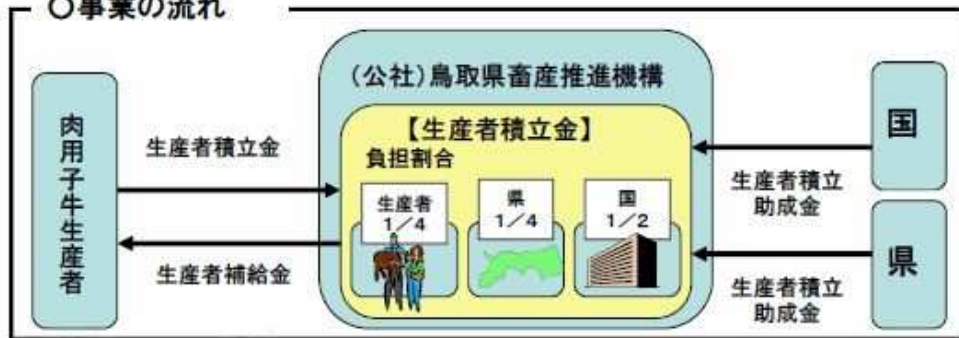 〇事業の流れ
肉用子牛生産者
生産者積立金
生産者補給金
(公社)鳥取県畜産推進機構
【生産者積立金】
負担割合
生産者
1/4
県
1/4
国
1/2
国
生産者積立
助成金
県
生産者積立
助成金